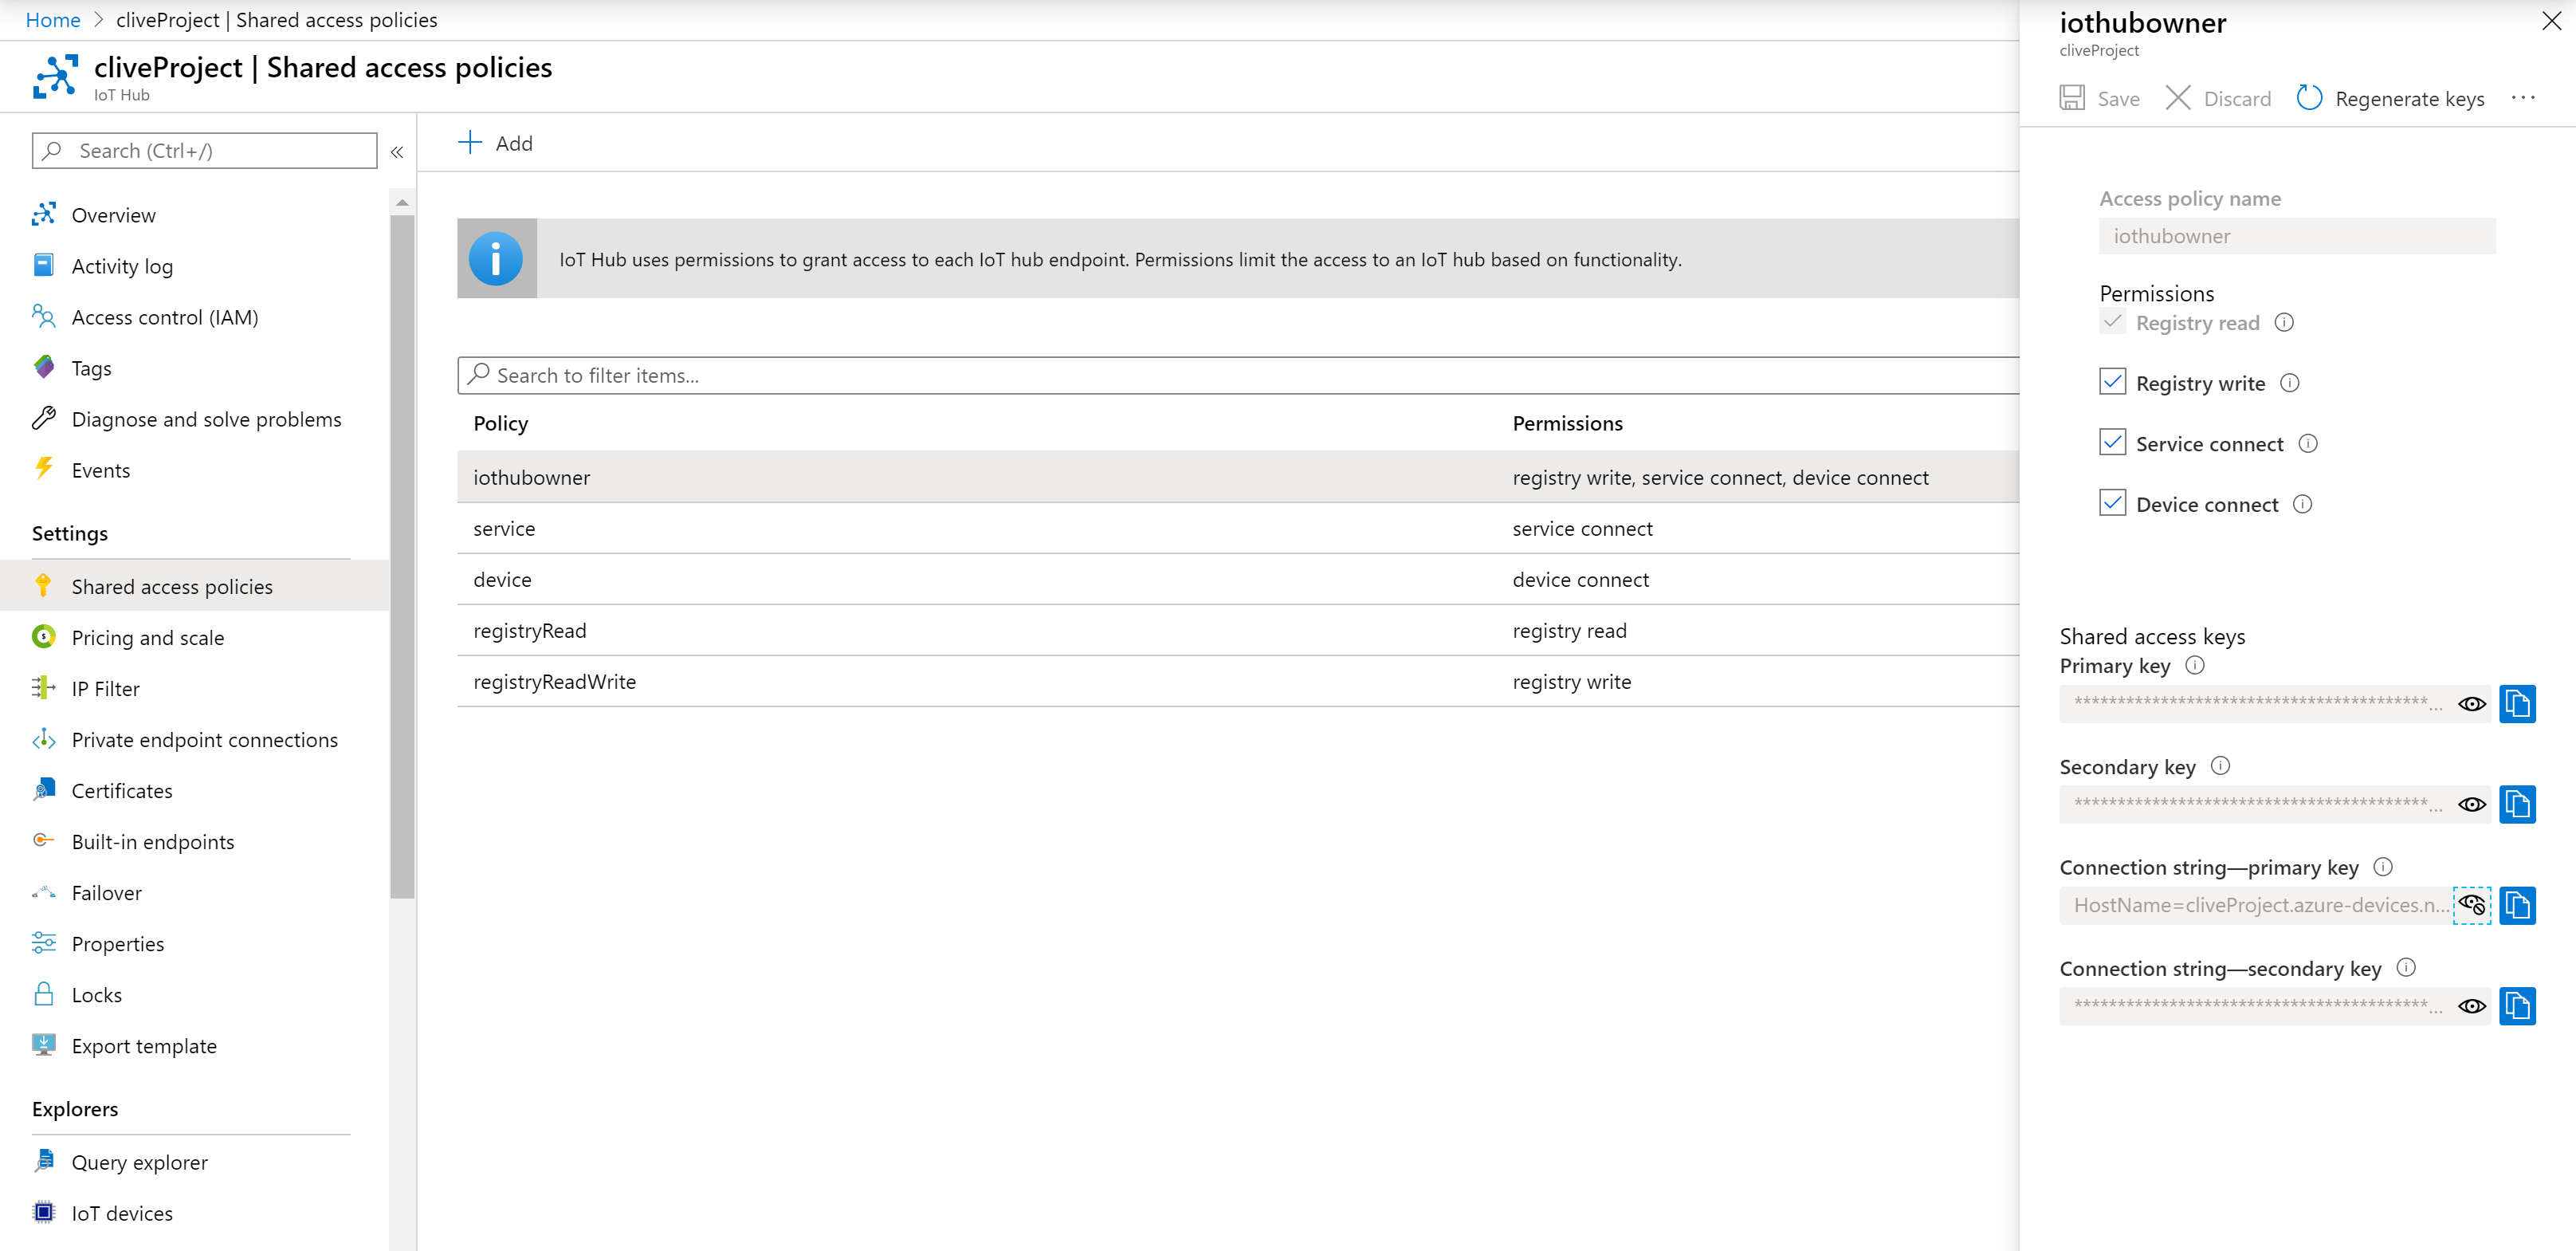 Home > cliveProject | Shared access policies
cliveProject | Shared access policies
IoT Hub
Search (Ctrl+/)
«
Overview
Activity log
Access control (IAM)
Tags
Diagnose and solve problems
Events
Settings
Shared access policies
Pricing and scale
IP Filter
Private endpoint connections
Certificates
Built-in endpoints
Failover
Properties
Locks
Export template
Explorers
Query explorer
IoT devices
Add
IoT Hub uses permissions to grant access to each IoT hub endpoint. Permissions limit the access to an IoT hub based on functionality.
Search to filter items...
Policy Permissions
iothubowner registry write, service connect, device connect
service service connect
device device connect
registryRead registry read
registryReadWrite registry write
iothubowner
cliveProject
Save Discard Regenerate keys ...
Access policy name
iothubowner
Permissions
Registry read
Registry write
Service connect
Device connect
Shared access keys
Primary key
*****************************************...
Secondary key
*****************************************...
Connection string—primary key
HostName=cliveProject.azure-devices.n...
Connection string—secondary key
*****************************************...